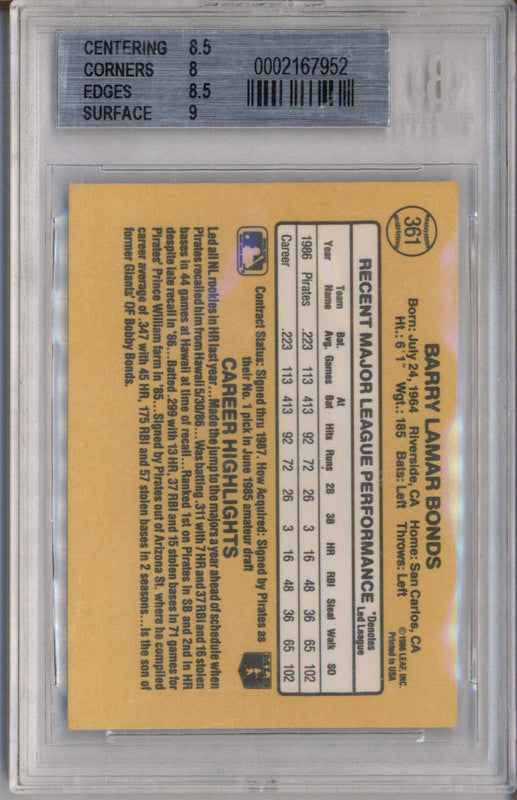 CENTERING 8.5
CORNERS 8
EDGES 8.5
SURFACE 9
0002167952
361
BARRY LAMAR BONDS
Born: July 24, 1964 Riverside, CA Home: San Carlos, CA
Ht.: 6'1" Wgt.: 185 Bats: Left Throws: Left
©1986 LEAF, INC.
Printed in USA
RECENT MAJOR LEAGUE PERFORMANCE *Denotes Led League
Year Team Name Bat. Avg. Games At Bat Hits Runs 2B 3B HR RBI Steal Walk SO
1986 Pirates .223 113 413 92 72 26 3 16 48 36 65 102
Career .223 113 413 92 72 26 3 16 48 36 65 102
Contract Status: Signed thru 1987. How Acquired: Signed by Pirates as
their No. 1 pick in June 1985 amateur draft
CAREER HIGHLIGHTS
Led all NL rookies in HR last year...Made the jump to the majors a year ahead of schedule when
Pirates recalled him from Hawaii 5/30/86...Was batting .311 with 7 HR and 37 RBI and 16 stolen
bases in 44 games at Hawaii at time of recall...Ranked 1st on Pirates in SB and 2nd in HR
despite late recall in '86...Batted .299 with 13 HR, 37 RBI and 15 stolen bases in 71 games for
Pirates' Prince William farm in '85...Signed by Pirates out of Arizona St. where he compiled
career average of .347 with 45 HR, 175 RBI and 57 stolen bases in 2 seasons...Is the son of
former Giants' OF Bobby Bonds.